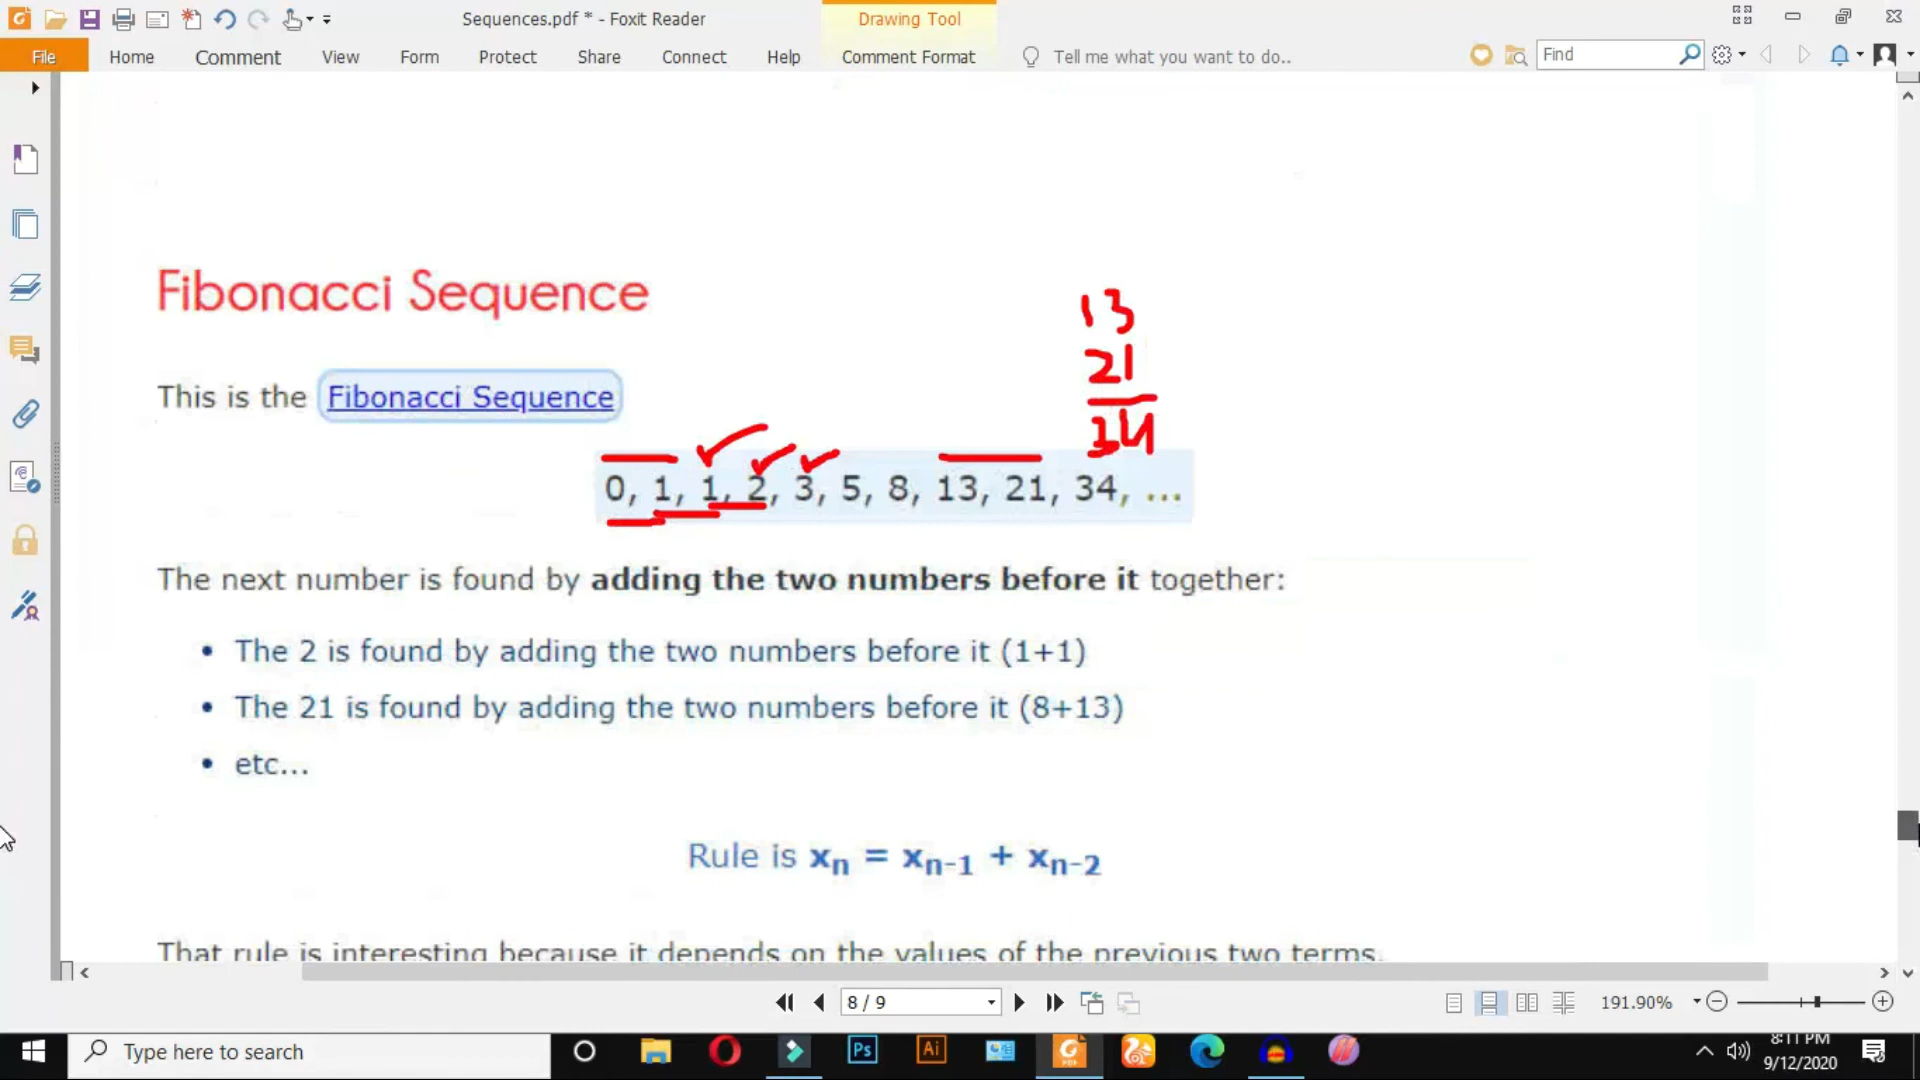 Sequences.pdf * - Foxit Reader
Drawing Tool
File Home Comment View Form Protect Share Connect Help Comment Format Tell me what you want to do.. Find
Fibonacci Sequence
13
21
34
This is the Fibonacci Sequence
0, 1, 1, 2, 3, 5, 8, 13, 21, 34, ...
The next number is found by adding the two numbers before it together:
• The 2 is found by adding the two numbers before it (1+1)
• The 21 is found by adding the two numbers before it (8+13)
• etc...
Rule is xn = xn-1 + xn-2
That rule is interesting because it depends on the values of the previous two terms.
8 / 9
191.90%
Type here to search
Ps
Ai
8:11 PM
9/12/2020